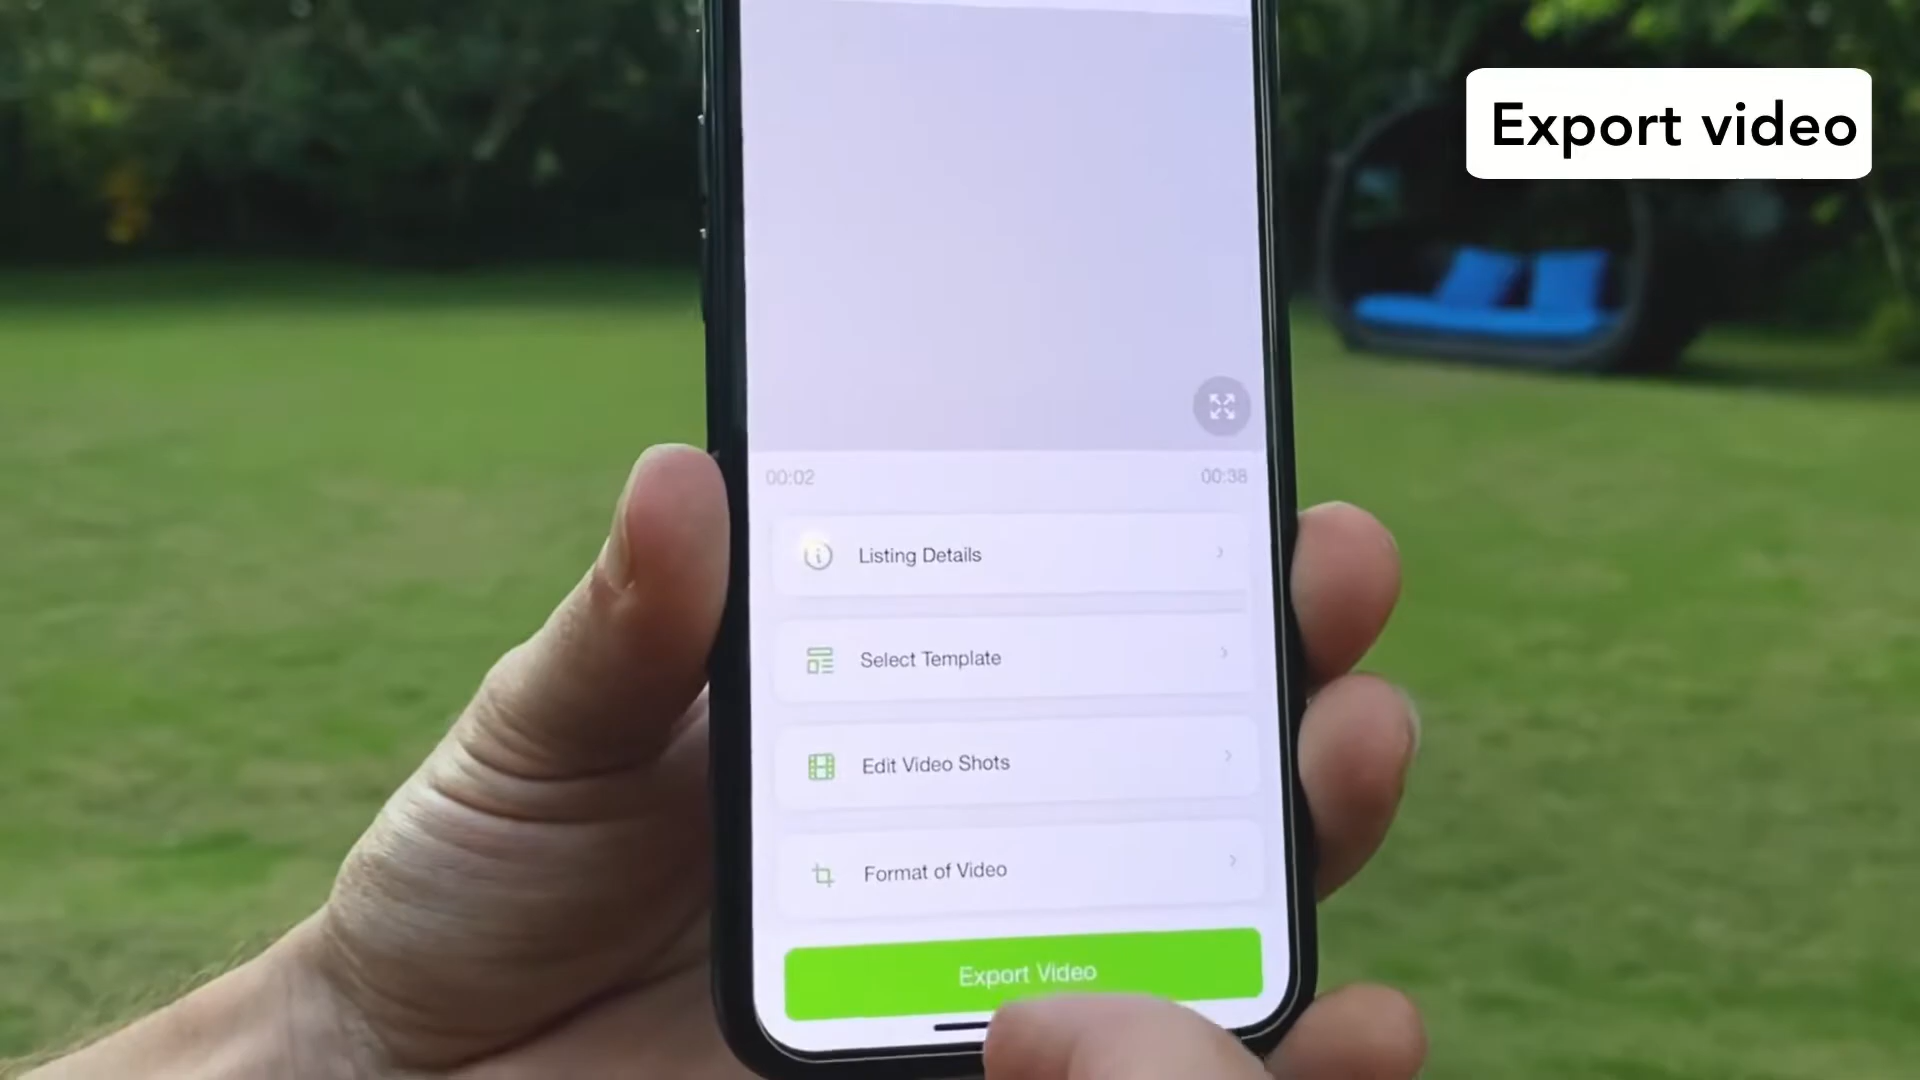 Export video
00:02 00:38
Listing Details
Select Template
Edit Video Shots
Format of Video
Export Video